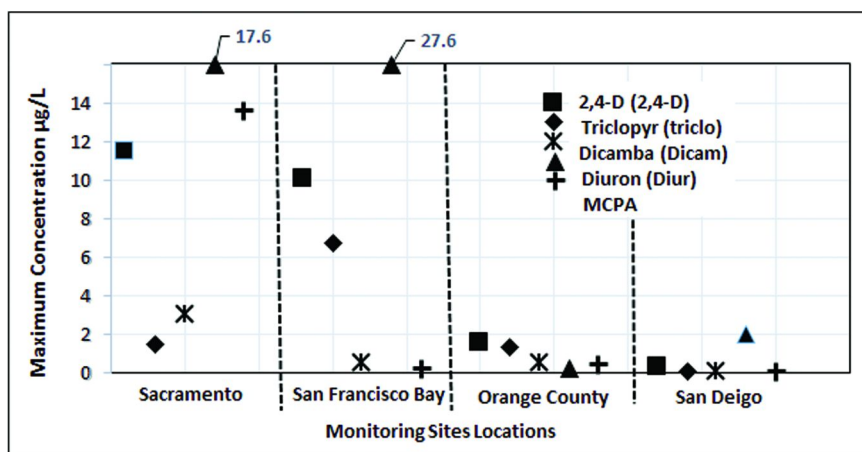 17.6
27.6
Maximum Concentration µg/L
14
12
10
8
6
4
2
0
2,4-D (2,4-D)
Triclopyr (triclo)
Dicamba (Dicam)
Diuron (Diur)
MCPA
Sacramento
San Francisco Bay
Orange County
San Deigo
Monitoring Sites Locations